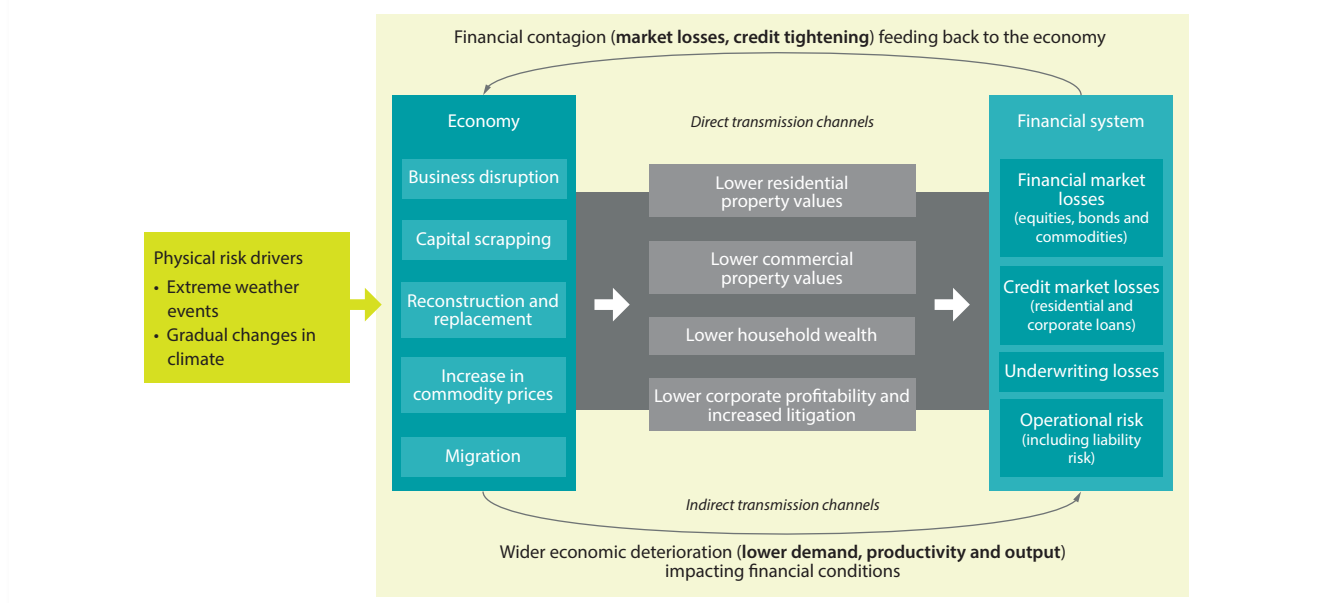 Financial contagion (market losses, credit tightening) feeding back to the economy
Physical risk drivers
• Extreme weather
events
• Gradual changes in
climate
Economy
Business disruption
Capital scrapping
Reconstruction and
replacement
Increase in
commodity prices
Migration
Direct transmission channels
Lower residential
property values
Lower commercial
property values
Lower household wealth
Lower corporate profitability and
increased litigation
Financial system
Financial market
losses
(equities, bonds and
commodities)
Credit market losses
(residential and
corporate loans)
Underwriting losses
Operational risk
(including liability
risk)
Indirect transmission channels
Wider economic deterioration (lower demand, productivity and output)
impacting financial conditions